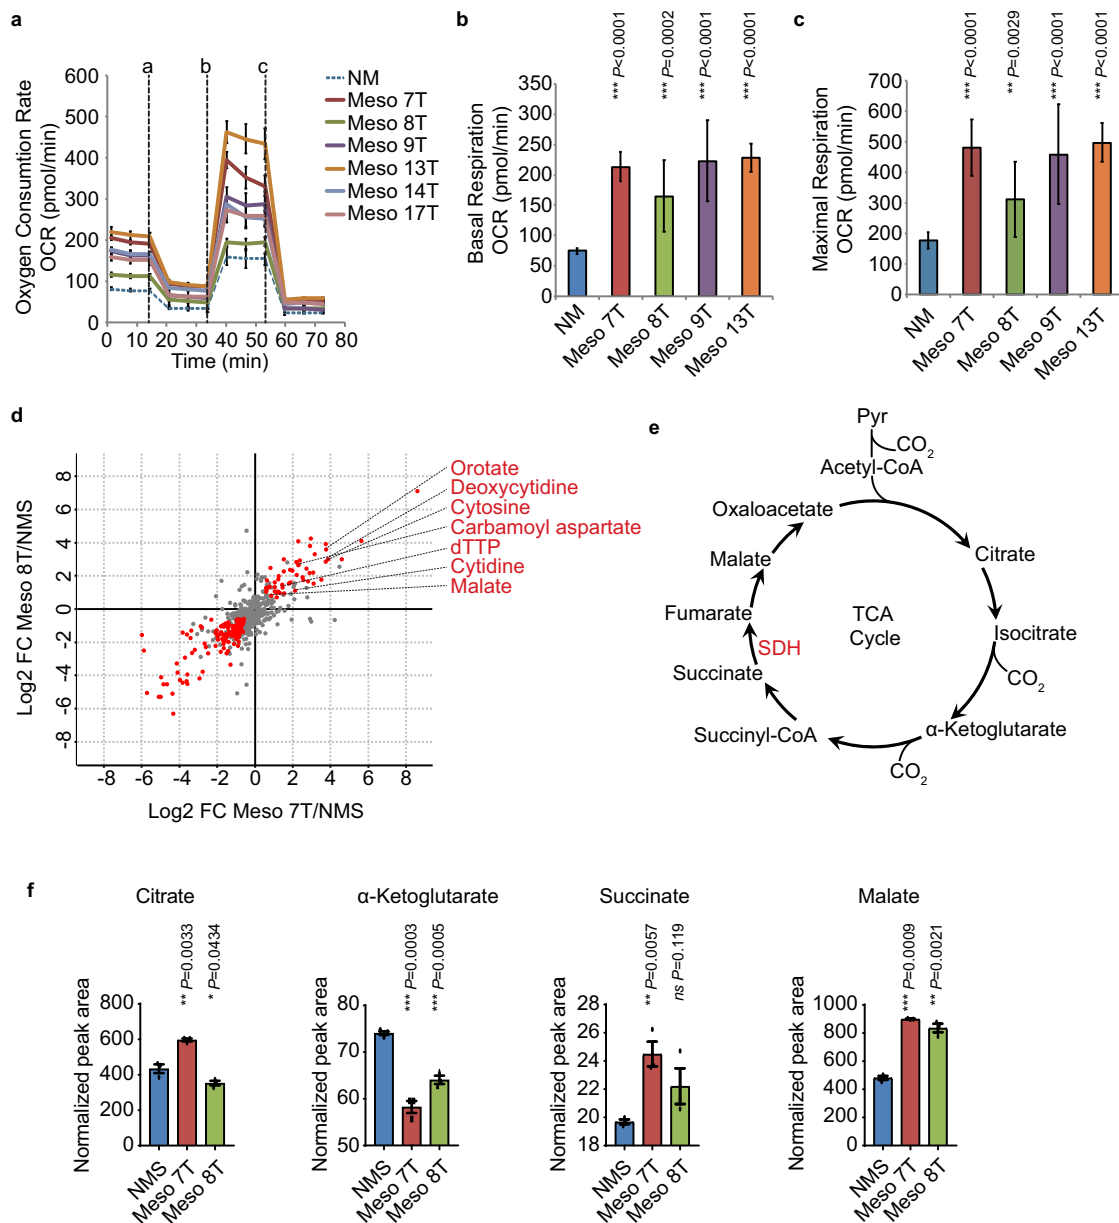 a
Oxygen Consumtion Rate
OCR (pmol/min)
600
500
400
300
200
100
0
0 10 20 30 40 50 60 70 80
Time (min)
a b c
NM
Meso 7T
Meso 8T
Meso 9T
Meso 13T
Meso 14T
Meso 17T
b
*** P<0.0001
*** P=0.0002
*** P<0.0001
*** P<0.0001
Basal Respiration
OCR (pmol/min)
350
300
250
200
150
100
50
0
NM
Meso 7T
Meso 8T
Meso 9T
Meso 13T
c
*** P<0.0001
** P=0.0029
*** P<0.0001
*** P<0.0001
Maximal Respiration
OCR (pmol/min)
700
600
500
400
300
200
100
0
NM
Meso 7T
Meso 8T
Meso 9T
Meso 13T
d
Log2 FC Meso 8T/NMS
8
6
4
2
0
-2
-4
-6
-8
-8 -6 -4 -2 0 2 4 6 8
Log2 FC Meso 7T/NMS
Orotate
Deoxycytidine
Cytosine
Carbamoyl aspartate
dTTP
Cytidine
Malate
e
Pyr
CO2
Acetyl-CoA
Oxaloacetate
Citrate
Malate
Fumarate
TCA
Cycle
Isocitrate
SDH
CO2
Succinate
Succinyl-CoA
α-Ketoglutarate
CO2
f
Citrate
** P=0.0033
* P=0.0434
Normalized peak area
800
600
400
400
0
NMS
Meso 7T
Meso 8T
α-Ketoglutarate
*** P=0.0003
*** P=0.0005
Normalized peak area
80
70
60
50
NMS
Meso 7T
Meso 8T
Succinate
** P=0.0057
ns P=0.119
Normalized peak area
28
26
24
22
20
18
NMS
Meso 7T
Meso 8T
Malate
*** P=0.0009
** P=0.0021
Normalized peak area
1000
800
600
400
200
0
NMS
Meso 7T
Meso 8T